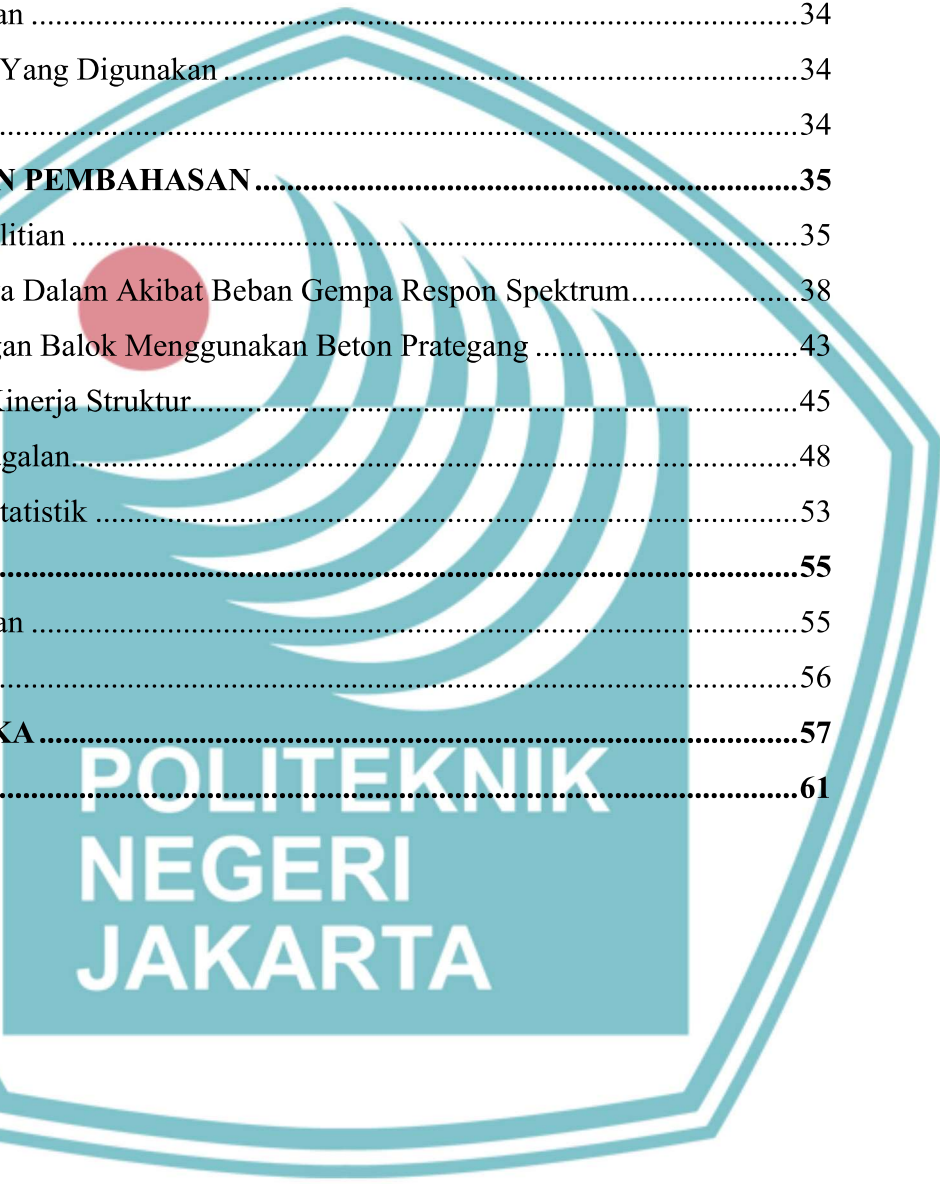 an ........................................................................ 34
Yang Digunakan ........................................................................ 34
........................................................................ 34
N PEMBAHASAN ........................................................................ 35
litian ........................................................................ 35
a Dalam Akibat Beban Gempa Respon Spektrum ........................................................................ 38
gan Balok Menggunakan Beton Prategang ........................................................................ 43
Kinerja Struktur ........................................................................ 45
galan ........................................................................ 48
tatistik ........................................................................ 53
........................................................................ 55
an ........................................................................ 55
........................................................................ 56
KA ........................................................................ 57
........................................................................ 61
POLITEKNIK
NEGERI
JAKARTA